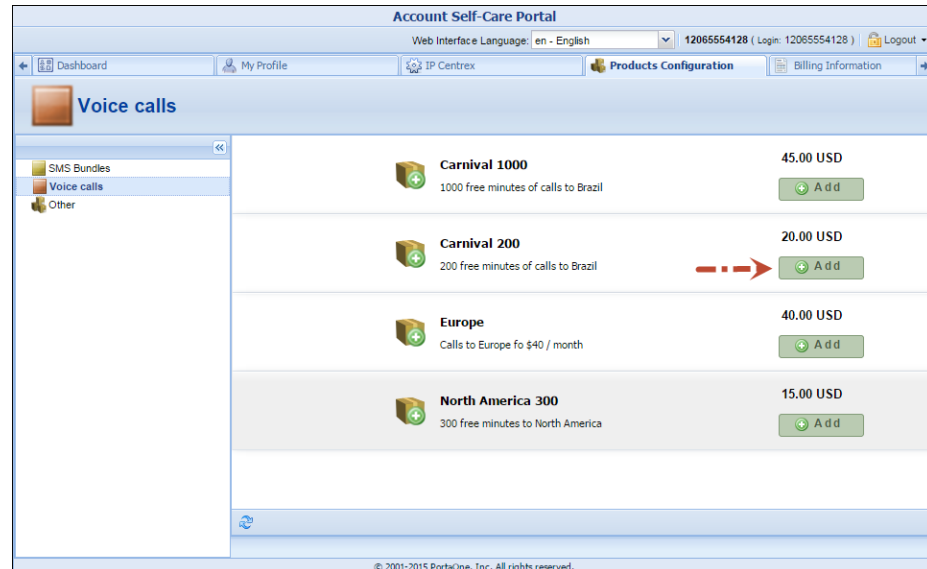 Account Self-Care Portal
Web Interface Language: en - English 12065554128 ( Login: 12065554128 ) Logout
Dashboard My Profile IP Centrex Products Configuration Billing Information
Voice calls
SMS Bundles
Voice calls
Other
Carnival 1000 45.00 USD
1000 free minutes of calls to Brazil Add
Carnival 200 20.00 USD
200 free minutes of calls to Brazil Add
Europe 40.00 USD
Calls to Europe fo $40 / month Add
North America 300 15.00 USD
300 free minutes to North America Add
© 2001-2015 PortaOne, Inc. All rights reserved.